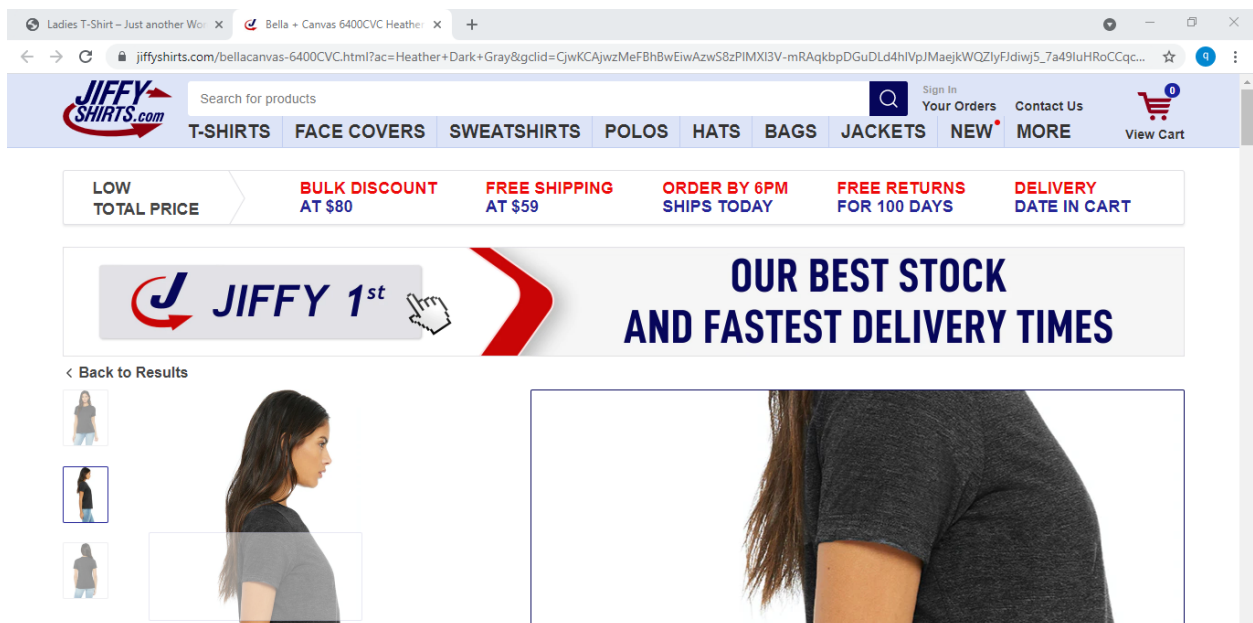 Ladies T-Shirt – Just another Wor
Bella + Canvas 6400CVC Heather
jiffyshirts.com/bellacanvas-6400CVC.html?ac=Heather+Dark+Gray&gclid=CjwKCAjwzMeFBhBwEiwAzwS8zPlMXI3V-mRAqkbpDGuDLd4hlVpJMaejkWQZlyFJdiwj5_7a49luHRoCCqc...
q
JIFFY
SHIRTS.com
Search for products
Sign In
Your Orders
Contact Us
0
View Cart
T-SHIRTS FACE COVERS SWEATSHIRTS POLOS HATS BAGS JACKETS NEW MORE
LOW
TOTAL PRICE
BULK DISCOUNT
AT $80
FREE SHIPPING
AT $59
ORDER BY 6PM
SHIPS TODAY
FREE RETURNS
FOR 100 DAYS
DELIVERY
DATE IN CART
J JIFFY 1st
OUR BEST STOCK
AND FASTEST DELIVERY TIMES
< Back to Results